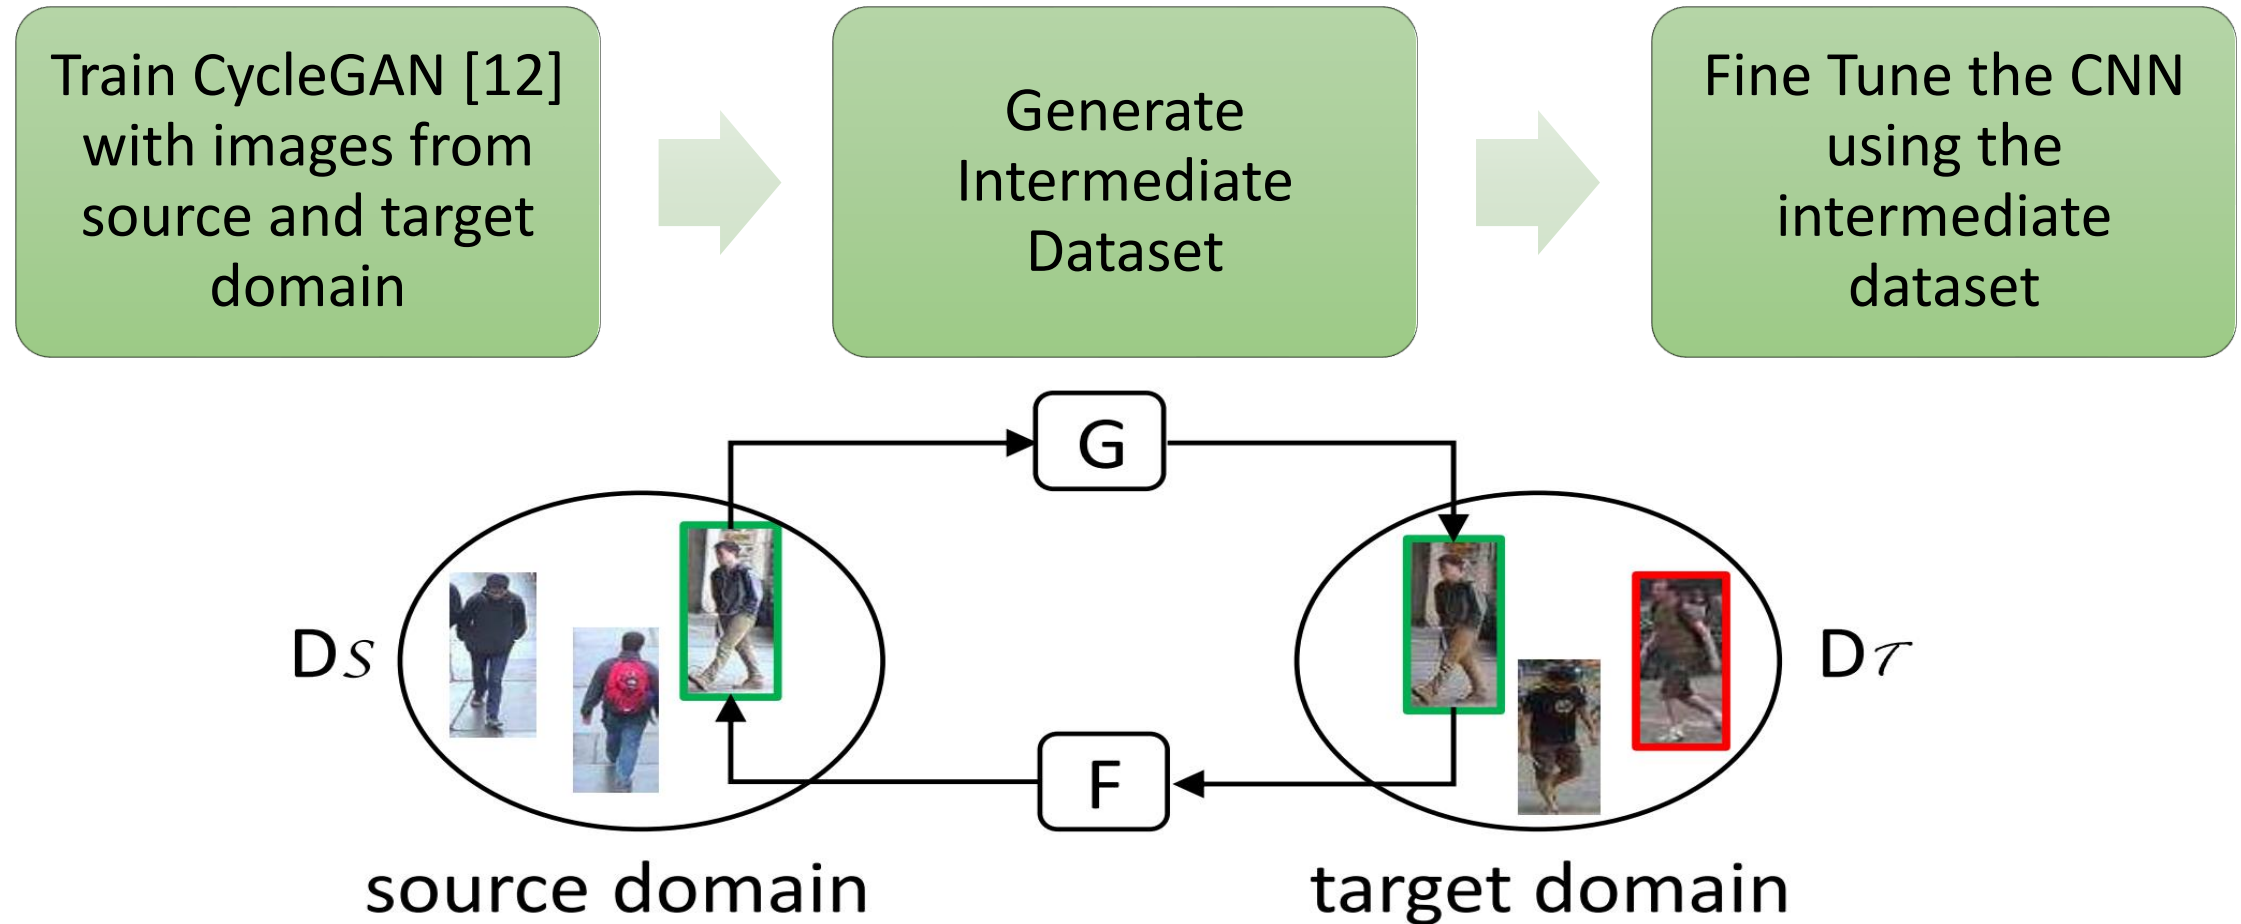 Train CycleGAN [12]
with images from
source and target
domain
Generate
Intermediate
Dataset
Fine Tune the CNN
using the
intermediate
dataset
G
D𝒮
D𝒯
F
source domain
target domain